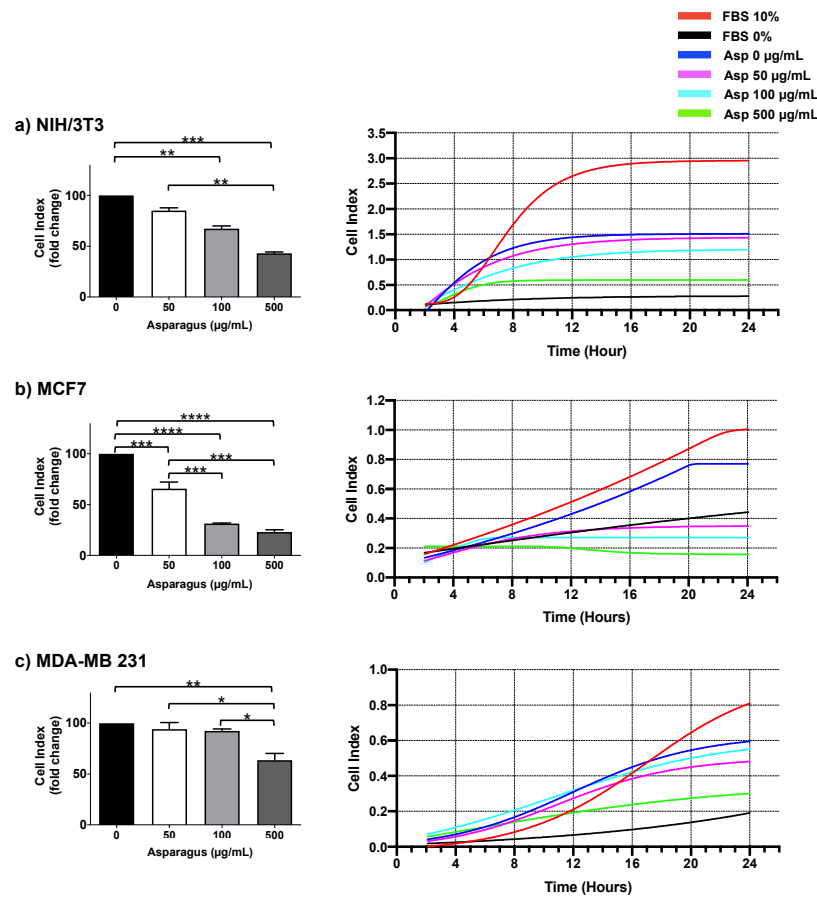 FBS 10%
FBS 0%
Asp 0 µg/mL
Asp 50 µg/mL
Asp 100 µg/mL
Asp 500 µg/mL
a) NIH/3T3
***
**
**
Cell Index
(fold change)
100
50
0
0 50 100 500
Asparagus (µg/mL)
Cell Index
3.5
3.0
2.5
2.0
1.5
1.0
0.5
0.0
0 4 8 12 16 20 24
Time (Hour)
b) MCF7
****
****
***
***
***
Cell Index
(fold change)
100
50
0
0 50 100 500
Asparagus (µg/mL)
Cell Index
1.2
1.0
0.8
0.6
0.4
0.2
0.0
0 4 8 12 16 20 24
Time (Hours)
c) MDA-MB 231
**
*
*
Cell Index
(fold change)
100
50
0
0 50 100 500
Asparagus (µg/mL)
Cell Index
1.0
0.8
0.6
0.4
0.2
0.0
0 4 8 12 16 20 24
Time (Hours)